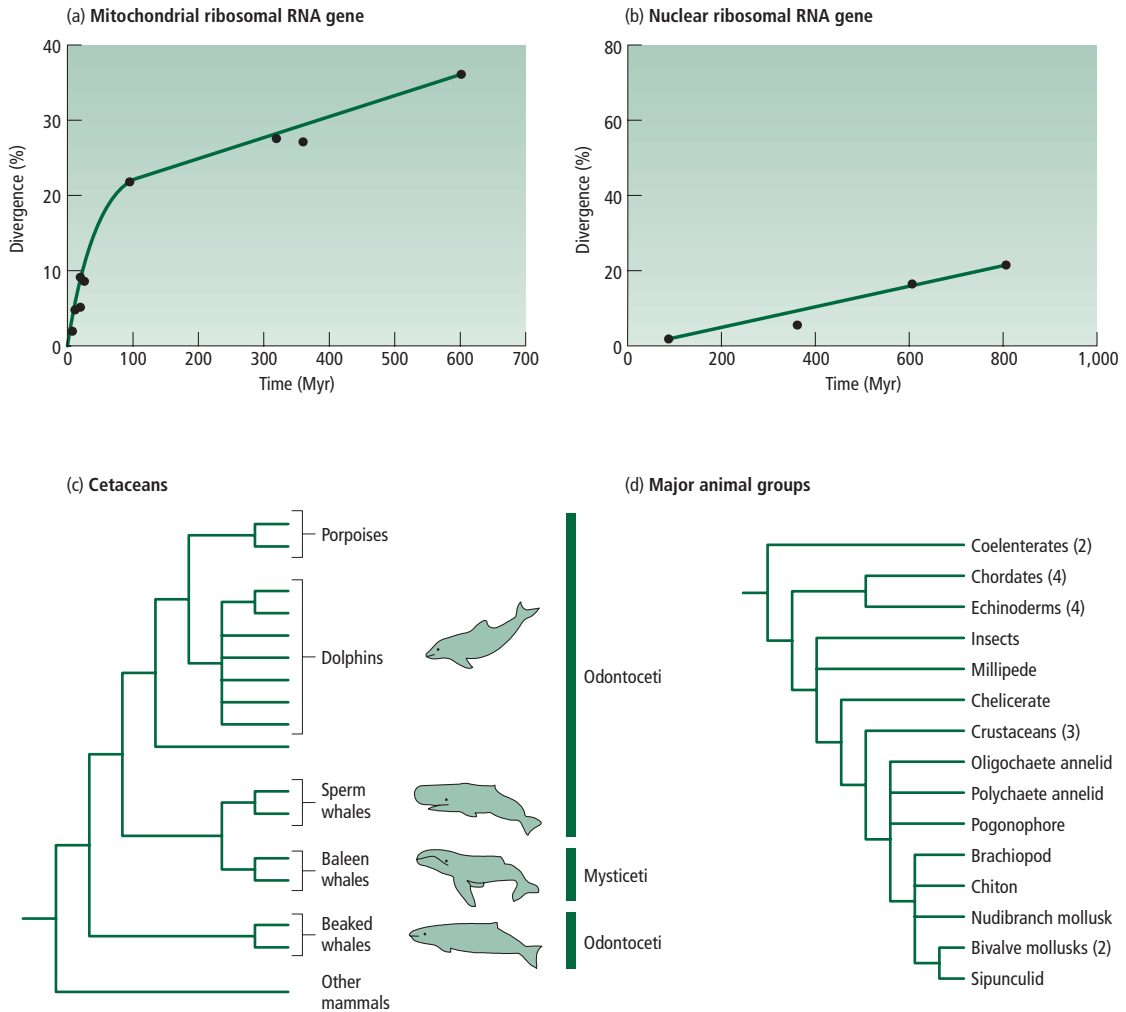 (a) Mitochondrial ribosomal RNA gene
40
30
20
10
0
Divergence (%)
0 100 200 300 400 500 600 700
Time (Myr)
(b) Nuclear ribosomal RNA gene
80
60
40
20
0
Divergence (%)
0 200 400 600 800 1,000
Time (Myr)
(c) Cetaceans
Porpoises
Dolphins
Sperm
whales
Baleen
whales
Beaked
whales
Other
mammals
Odontoceti
Mysticeti
Odontoceti
(d) Major animal groups
Coelenterates (2)
Chordates (4)
Echinoderms (4)
Insects
Millipede
Chelicerate
Crustaceans (3)
Oligochaete annelid
Polychaete annelid
Pogonophore
Brachiopod
Chiton
Nudibranch mollusk
Bivalve mollusks (2)
Sipunculid